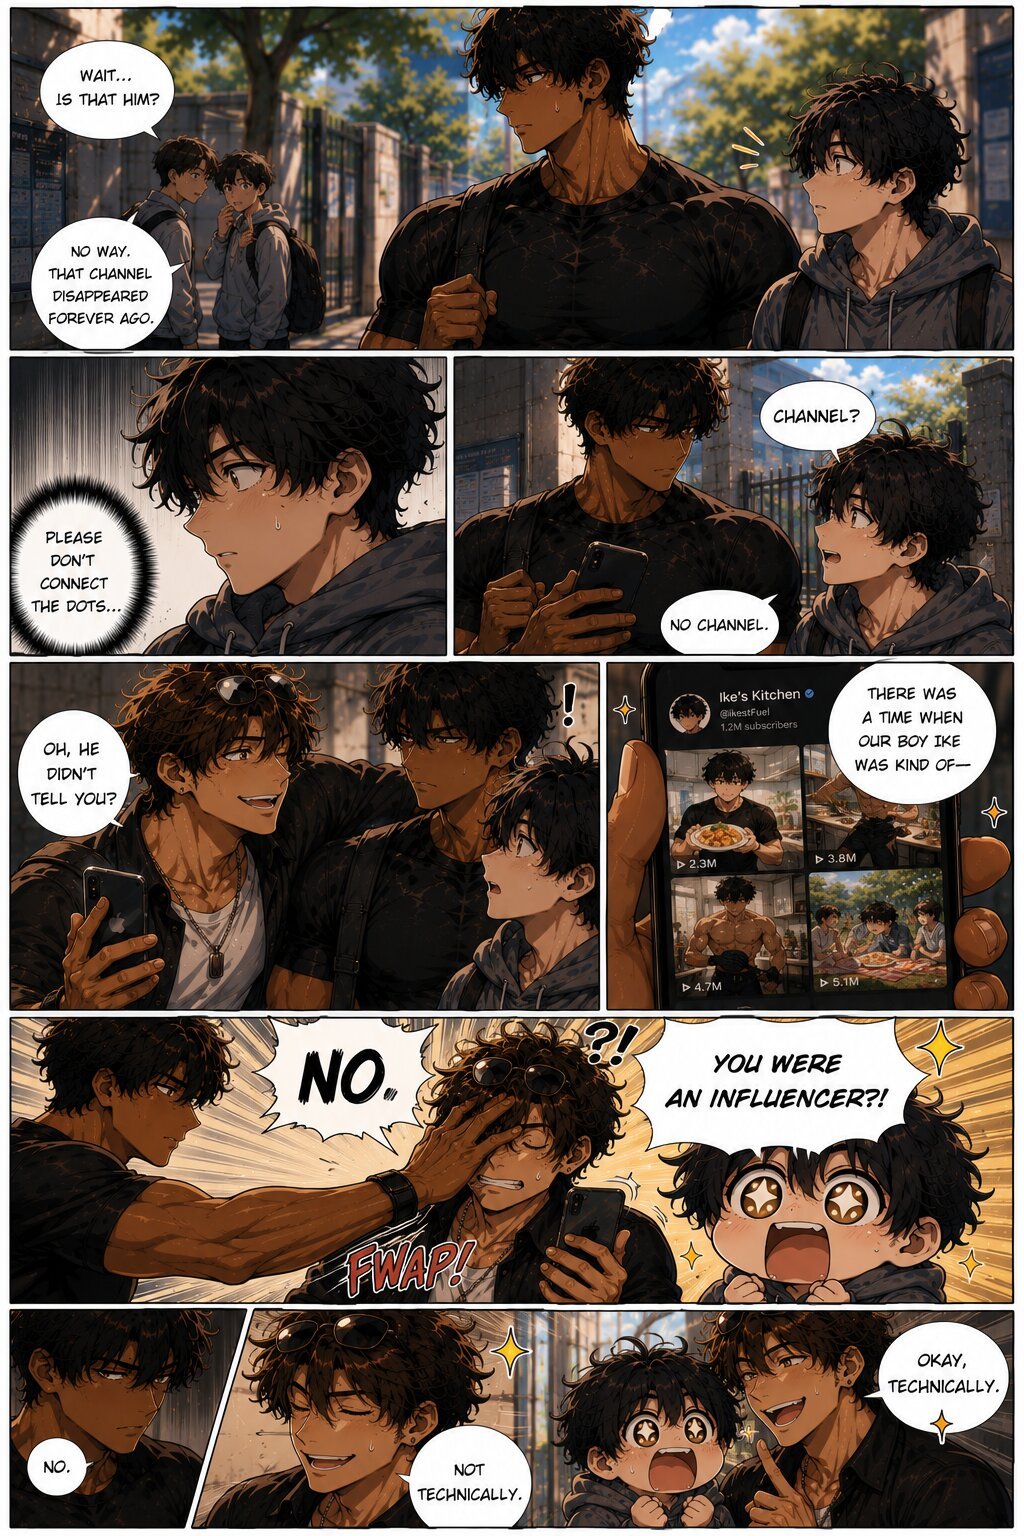 WAIT...
IS THAT HIM?
NO WAY.
THAT CHANNEL
DISAPPEARED
FOREVER AGO.
PLEASE
DON'T
CONNECT
THE DOTS...
CHANNEL?
NO CHANNEL.
OH, HE
DIDN'T
TELL YOU?
!
Ike's Kitchen
@ikestFuel
1.2M subscribers
2.3M
3.8M
4.7M
5.1M
THERE WAS
A TIME WHEN
OUR BOY IKE
WAS KIND OF—
NO.
?!
YOU WERE
AN INFLUENCER?!
FWAP!
NO.
NOT
TECHNICALLY.
OKAY,
TECHNICALLY.